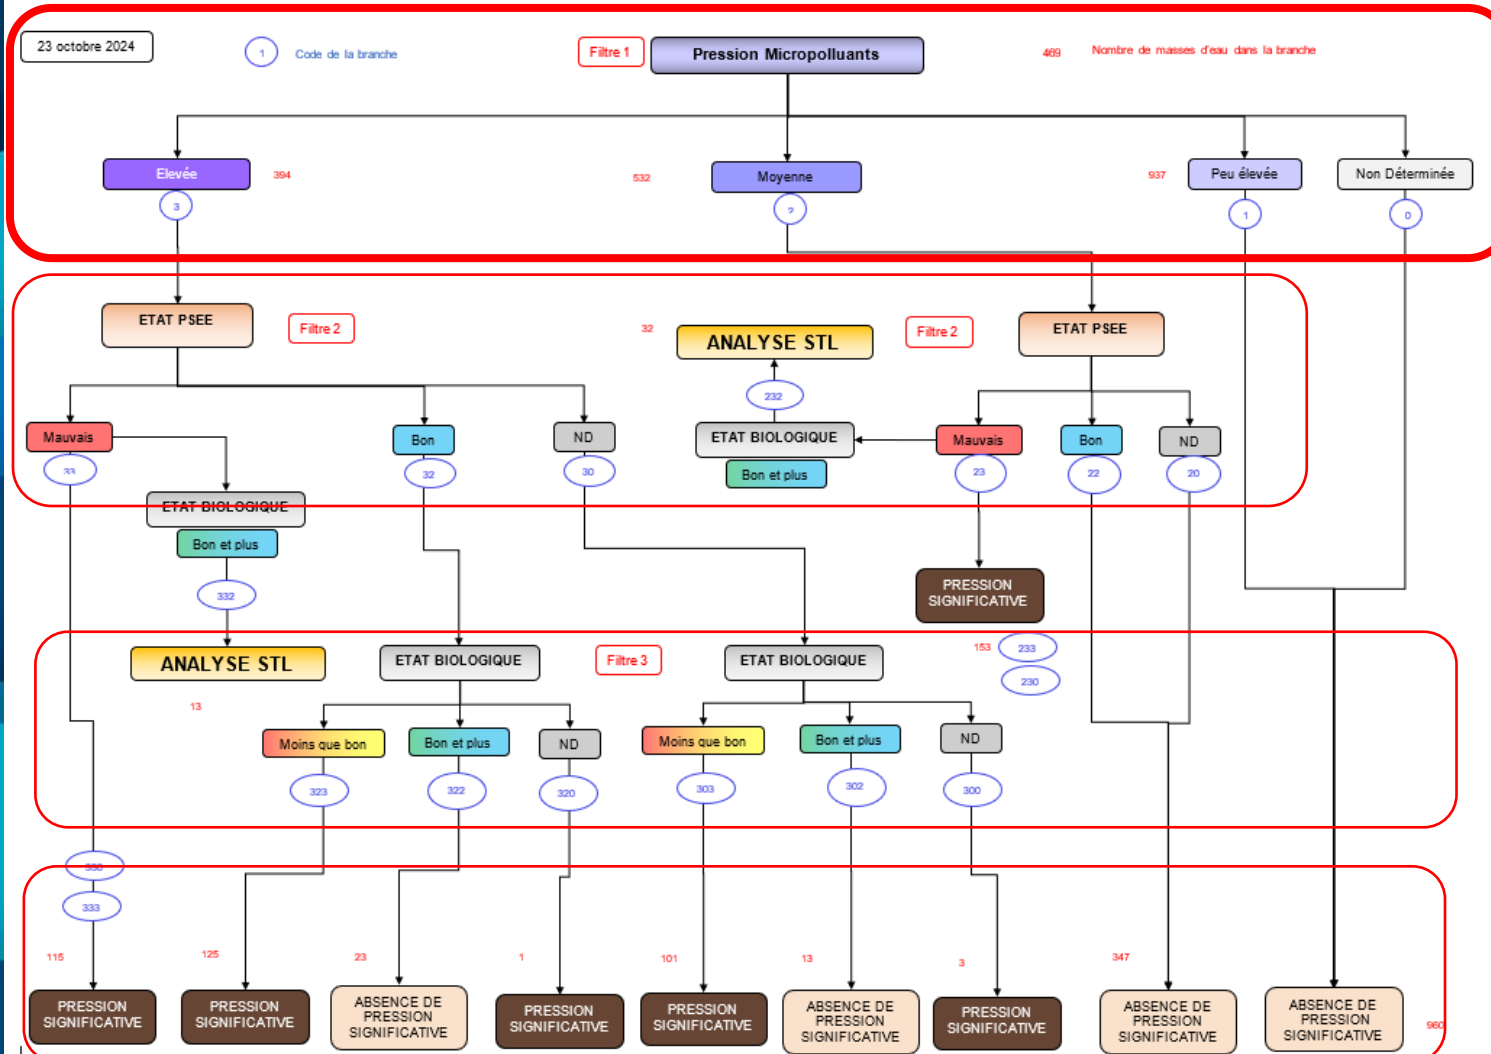 23 octobre 2024
1
Code de la branche
Filtre 1
Pression Micropolluants
469
Nombre de masses d'eau dans la branche
Elevée
394
532
Moyenne
937
Peu élevée
Non Déterminée
3
2
1
0
ETAT PSEE
Filtre 2
32
ANALYSE STL
Filtre 2
ETAT PSEE
232
Mauvais
Bon
ND
ETAT BIOLOGIQUE
Mauvais
Bon
ND
33
32
30
Bon et plus
23
22
20
ETAT BIOLOGIQUE
Bon et plus
332
PRESSION
SIGNIFICATIVE
ANALYSE STL
ETAT BIOLOGIQUE
Filtre 3
ETAT BIOLOGIQUE
153
233
230
13
Moins que bon
Bon et plus
ND
Moins que bon
Bon et plus
ND
323
322
320
303
302
300
333
115
125
23
1
101
13
3
347
PRESSION
SIGNIFICATIVE
PRESSION
SIGNIFICATIVE
ABSENCE DE
PRESSION
SIGNIFICATIVE
PRESSION
SIGNIFICATIVE
PRESSION
SIGNIFICATIVE
ABSENCE DE
PRESSION
SIGNIFICATIVE
PRESSION
SIGNIFICATIVE
ABSENCE DE
PRESSION
SIGNIFICATIVE
ABSENCE DE
PRESSION
SIGNIFICATIVE
960